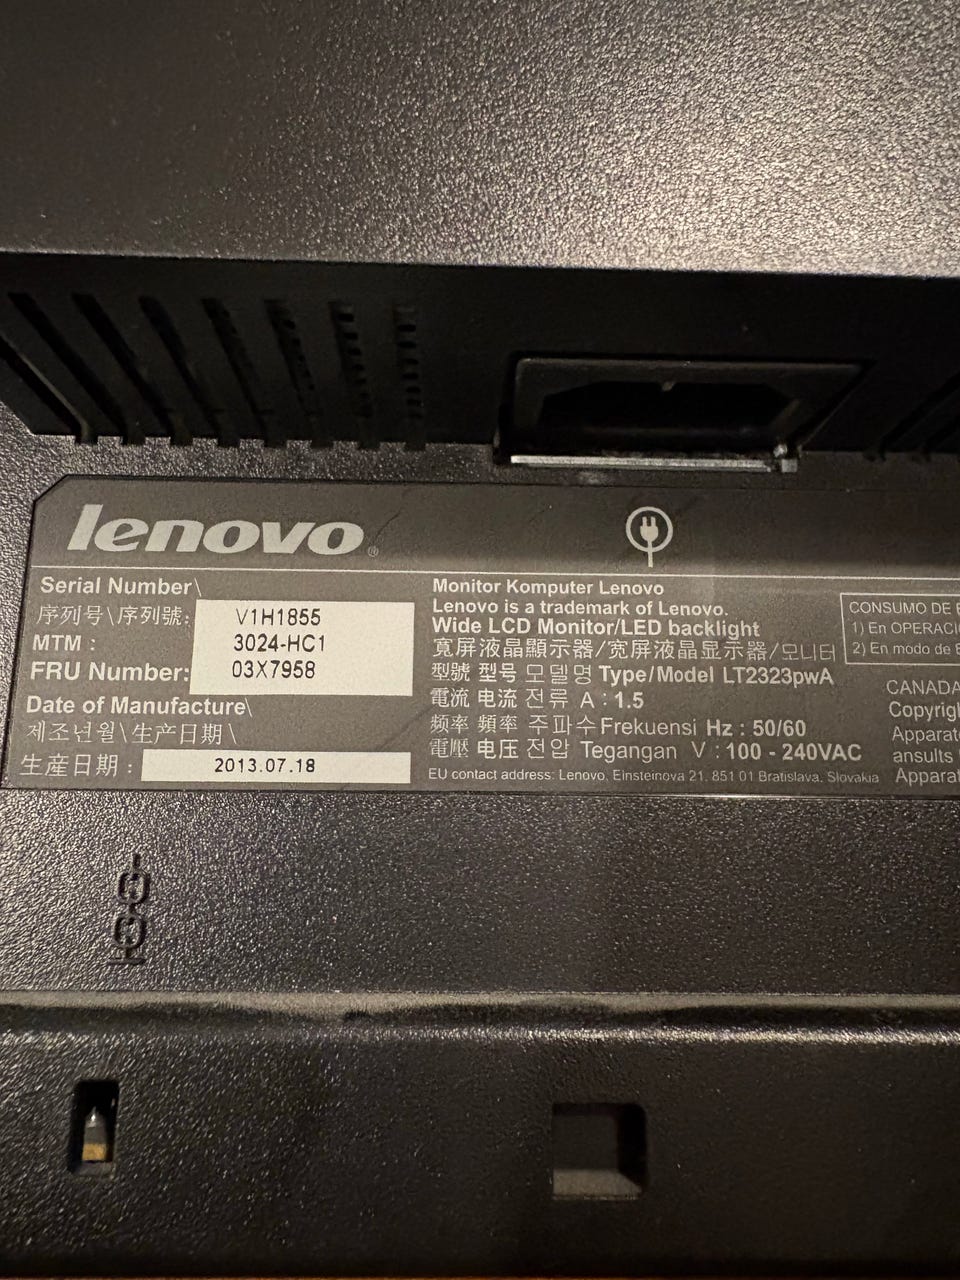 lenovo®
Serial Number\
序列号\序列號:
V1H1855
MTM :
3024-HC1
FRU Number:
03X7958
Date of Manufacture\
제조년월\生产日期\
生産日期 :
2013.07.18
Monitor Komputer Lenovo
Lenovo is a trademark of Lenovo.
Wide LCD Monitor/LED backlight
寬屏液晶顯示器/宽屏液晶显示器/모니터
型號 型号 모델명 Type/Model LT2323pwA
電流 电流 전류 A : 1.5
频率 頻率 주파수 Frekuensi Hz : 50/60
電壓 电压 전압 Tegangan V : 100 - 240VAC
EU contact address: Lenovo, Einsteinova 21, 851 01 Bratislava, Slovakia
CONSUMO DE
1) En OPERACI
2) En modo de
CANADA
Copyrig
Apparat
ansults
Apparat